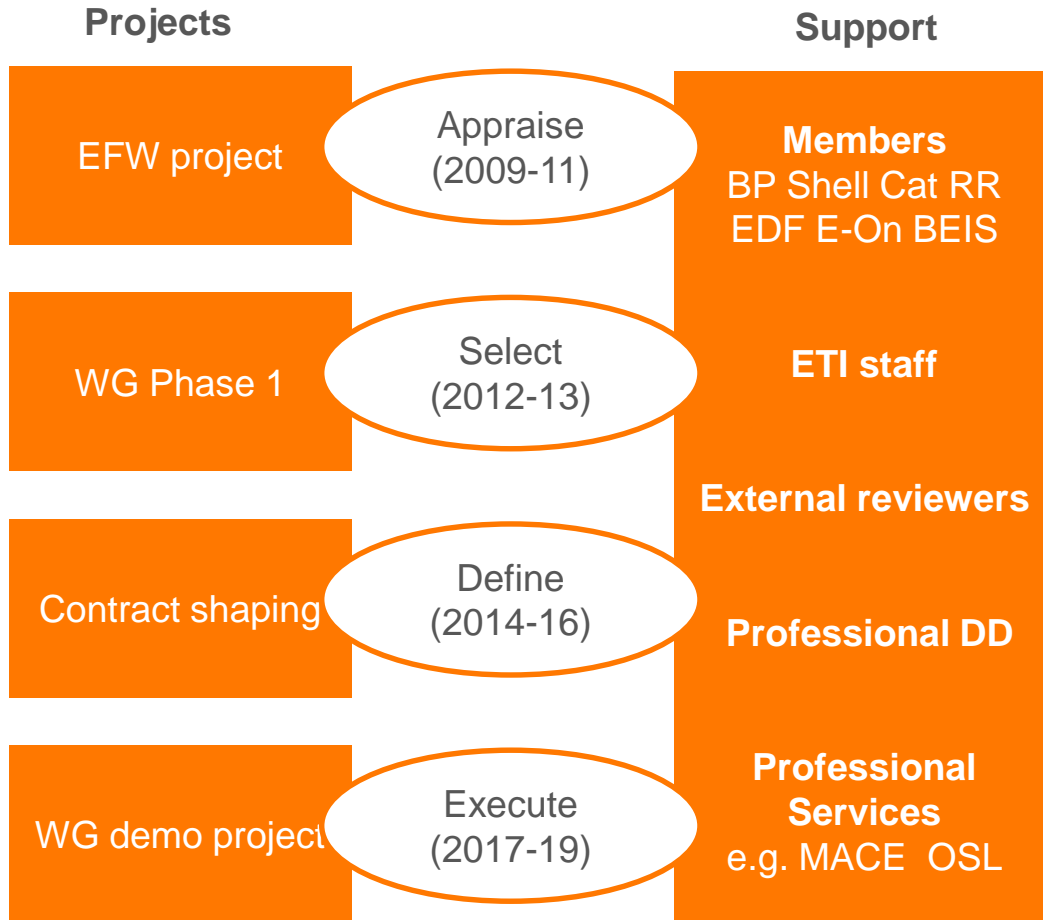 Projects
Support
EFW project
Appraise
(2009-11)
Members
BP Shell Cat RR
EDF E-On BEIS
WG Phase 1
Select
(2012-13)
ETI staff
External reviewers
Contract shaping
Define
(2014-16)
Professional DD
WG demo project
Execute
(2017-19)
Professional
Services
e.g. MACE OSL